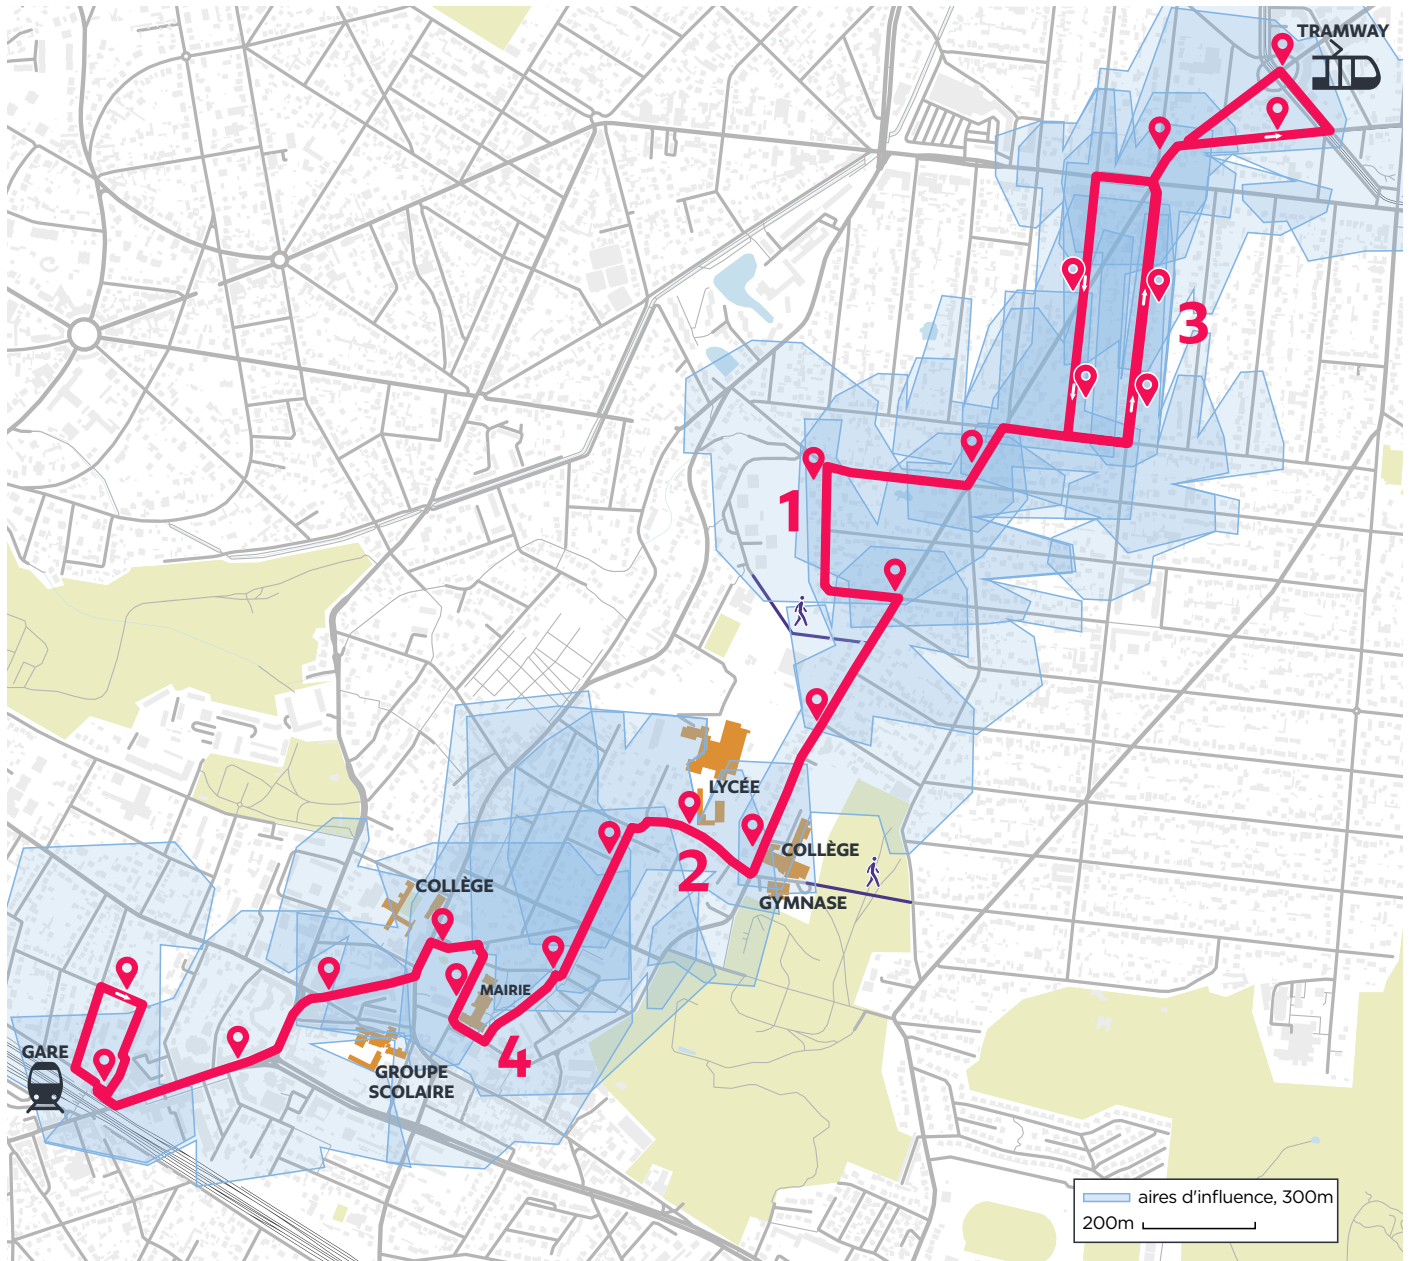 TRAMWAY
3
1
LYCÉE
COLLÈGE
2
GYMNASE
COLLÈGE
MAIRIE
4
GARE
GROUPE
SCOLAIRE
aires d'influence, 300m
200m